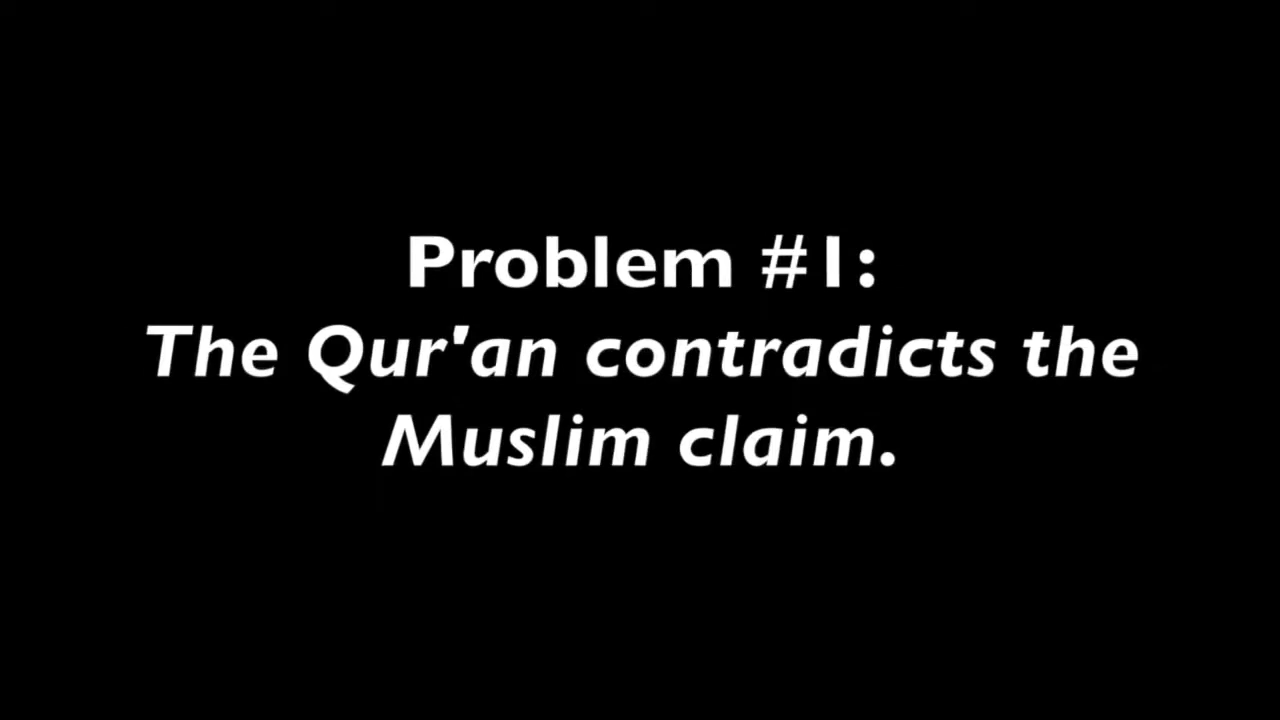 Problem #1:
The Qur'an contradicts the
Muslim claim.